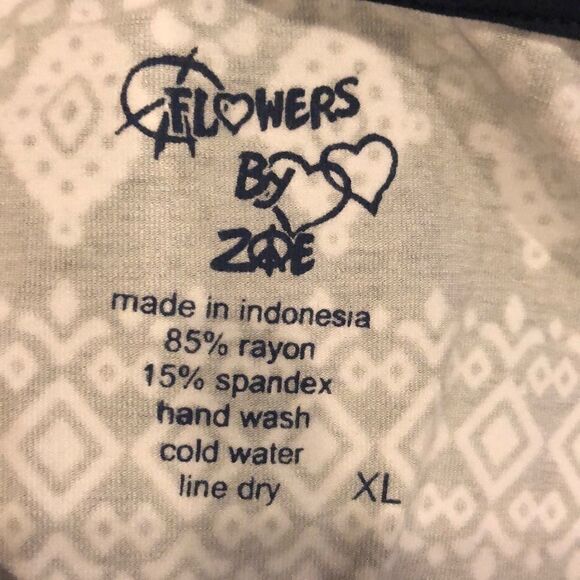 FLOWERS
By
ZOE
made in indonesia
85% rayon
15% spandex
hand wash
cold water
line dry XL